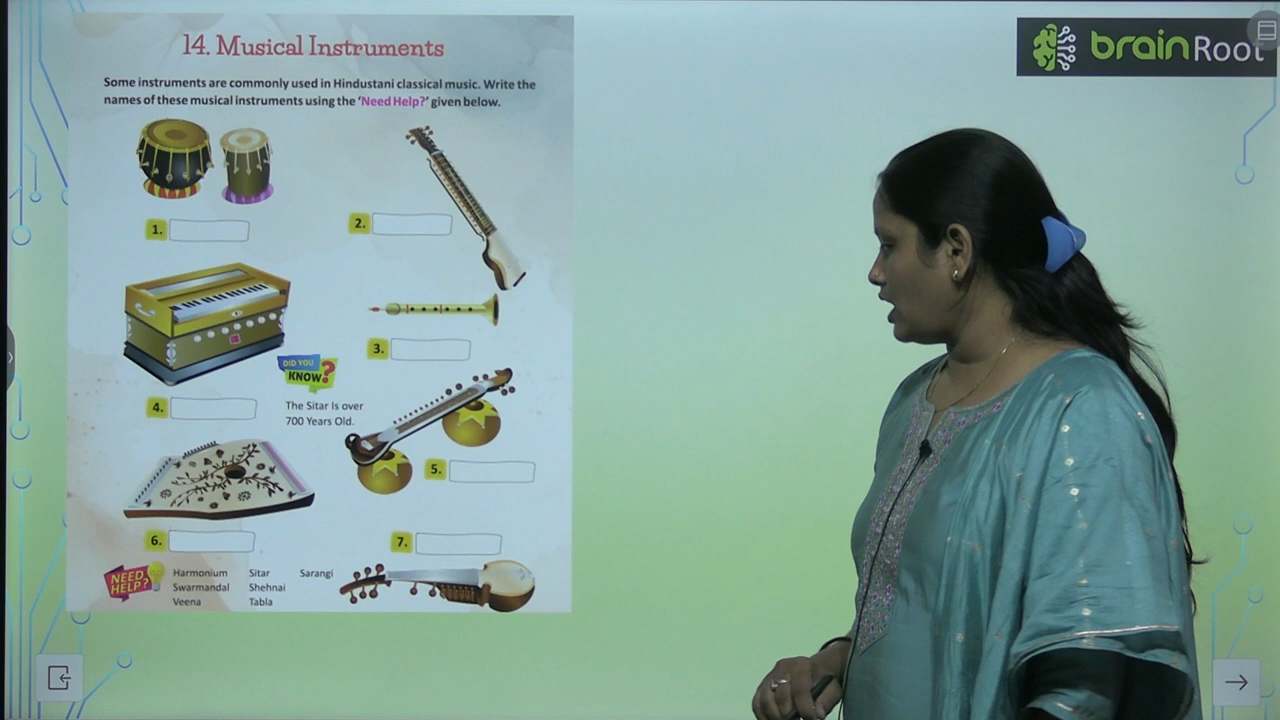 14. Musical Instruments
brainRoot
Some instruments are commonly used in Hindustani classical music. Write the
names of these musical instruments using the 'Need Help?' given below.
1.
2.
3.
DID YOU
KNOW?
The Sitar Is over
700 Years Old.
4.
5.
6.
7.
NEED HELP?
Harmonium Sitar Sarangi
Swarmandal Shehnai
Veena Tabla